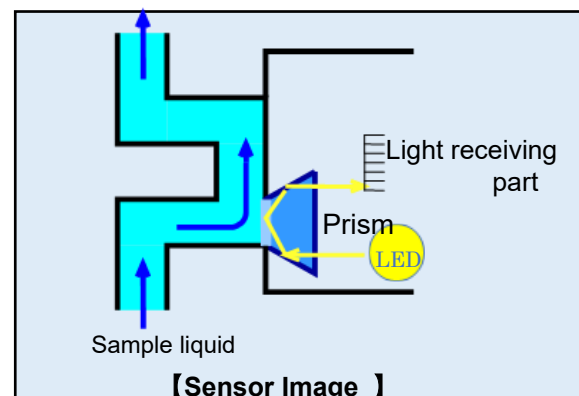 Light receiving
part
Prism
LED
Sample liquid
【Sensor Image 】